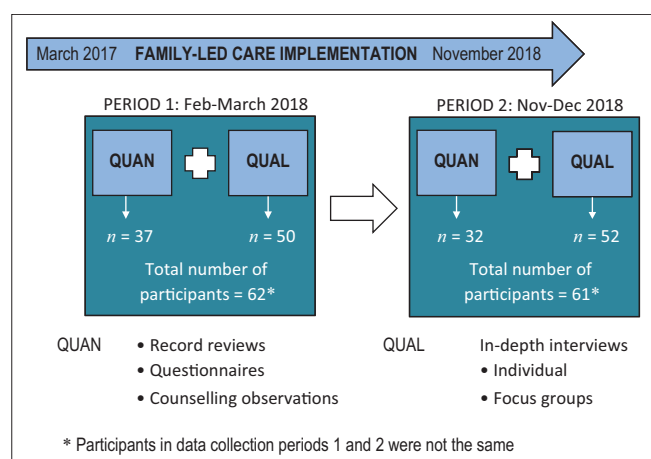 March 2017 FAMILY-LED CARE IMPLEMENTATION November 2018
PERIOD 1: Feb-March 2018
QUAN
QUAL
n = 37
n = 50
Total number of
participants = 62*
PERIOD 2: Nov-Dec 2018
QUAN
QUAL
n = 32
n = 52
Total number of
participants = 61*
QUAN
• Record reviews
• Questionnaires
• Counselling observations
QUAL
In-depth interviews
• Individual
• Focus groups
* Participants in data collection periods 1 and 2 were not the same